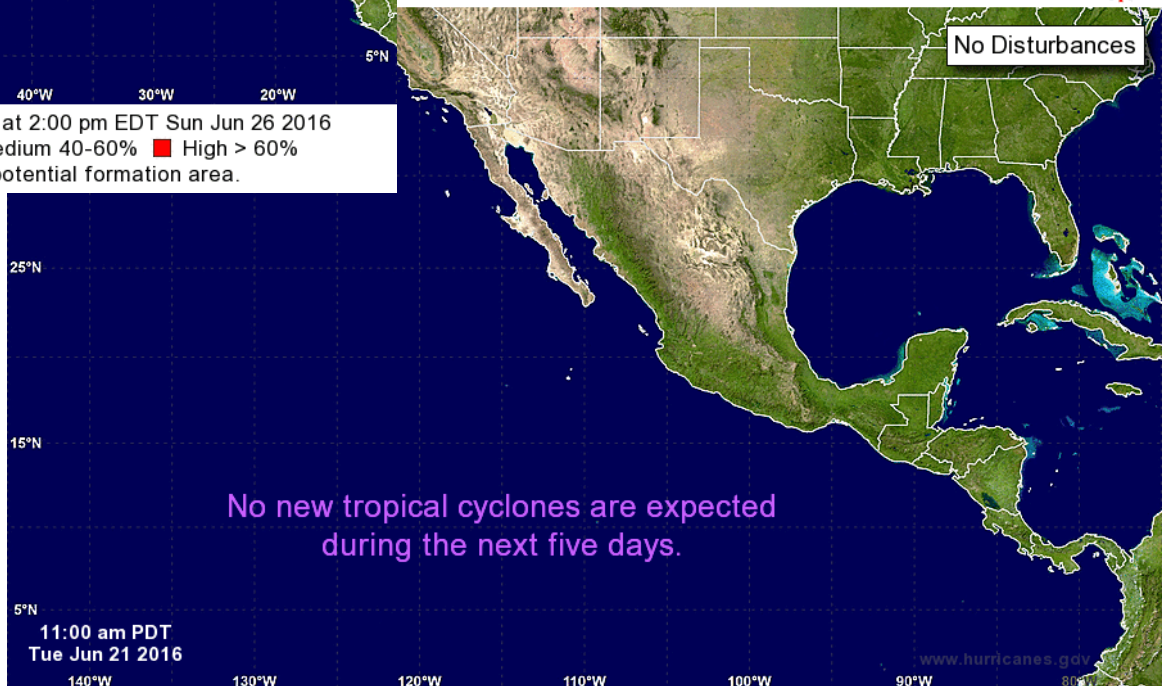 No Disturbances
5°N
40°W 30°W 20°W
at 2:00 pm EDT Sun Jun 26 2016
edium 40-60% High > 60%
potential formation area.
25°N
15°N
No new tropical cyclones are expected
during the next five days.
5°N
11:00 am PDT
Tue Jun 21 2016
www.hurricanes.gov
140°W 130°W 120°W 110°W 100°W 90°W 80°W